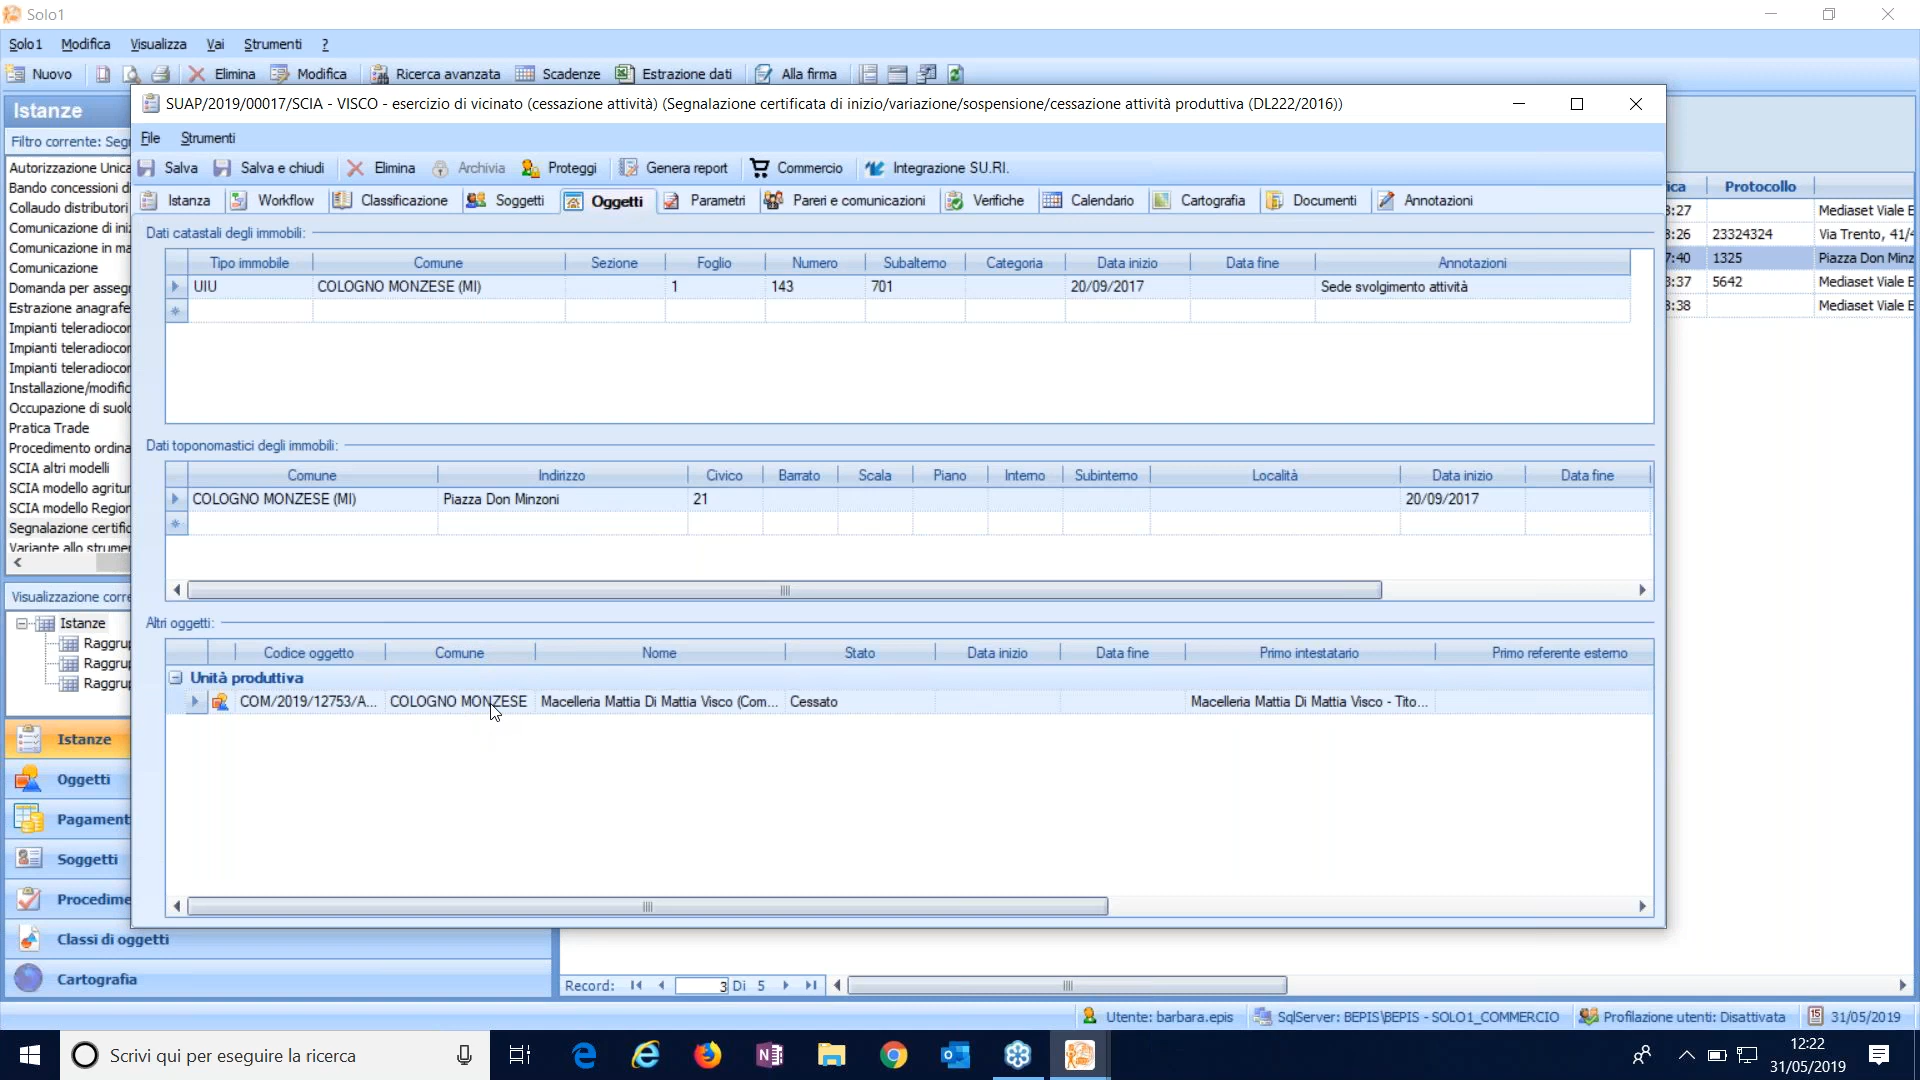 Solo1
Solo1 Modifica Visualizza Vai Strumenti ?
Nuovo Elimina Modifica Ricerca avanzata Scadenze Estrazione dati Alla firma
Istanze
Filtro corrente: Seg
Autorizzazione Unica
Bando concessioni d
Collaudo distributori
Comunicazione di iniz
Comunicazione in ma
Comunicazione
Domanda per asseg
Estrazione anagrafe
Impianti teleradiocor
Impianti teleradiocor
Impianti teleradiocor
Installazione/modific
Occupazione di suol
Pratica Trade
Procedimento ordina
SCIA altri modelli
SCIA modello agritur
SCIA modello Region
Segnalazione certific
Variante allo strumer
Visualizzazione corre
Istanze
Raggrup
Raggrup
Raggrup
Istanze
Oggetti
Pagament
Soggetti
Procedime
Classi di oggetti
Cartografia
SUAP/2019/00017/SCIA - VISCO - esercizio di vicinato (cessazione attività) (Segnalazione certificata di inizio/variazione/sospensione/cessazione attività produttiva (DL222/2016))
File Strumenti
Salva Salva e chiudi Elimina Archivia Proteggi Genera report Commercio Integrazione SU.RI.
Istanza Workflow Classificazione Soggetti Oggetti Parametri Pareri e comunicazioni Verifiche Calendario Cartografia Documenti Annotazioni
Dati catastali degli immobili:
Tipo immobile Comune Sezione Foglio Numero Subalterno Categoria Data inizio Data fine Annotazioni
UIU COLOGNO MONZESE (MI) 1 143 701 20/09/2017 Sede svolgimento attività
Dati toponomastici degli immobili:
Comune Indirizzo Civico Barrato Scala Piano Interno Subinterno Località Data inizio Data fine
COLOGNO MONZESE (MI) Piazza Don Minzoni 21 20/09/2017
Altri oggetti:
Codice oggetto Comune Nome Stato Data inizio Data fine Primo intestatario Primo referente esterno
Unità produttiva
COM/2019/12753/A... COLOGNO MONZESE Macelleria Mattia Di Mattia Visco (Com... Cessato Macelleria Mattia Di Mattia Visco - Tito...
ica Protocollo
3:27 Mediaset Viale E
3:26 23324324 Via Trento, 41/4
7:40 1325 Piazza Don Minz
3:37 5642 Mediaset Viale E
3:38 Mediaset Viale E
Record: 3 Di 5
Utente: barbara.epis SqlServer: BEPIS\BEPIS - SOLO1_COMMERCIO Profilazione utenti: Disattivata 15 31/05/2019
Scrivi qui per eseguire la ricerca
12:22
31/05/2019